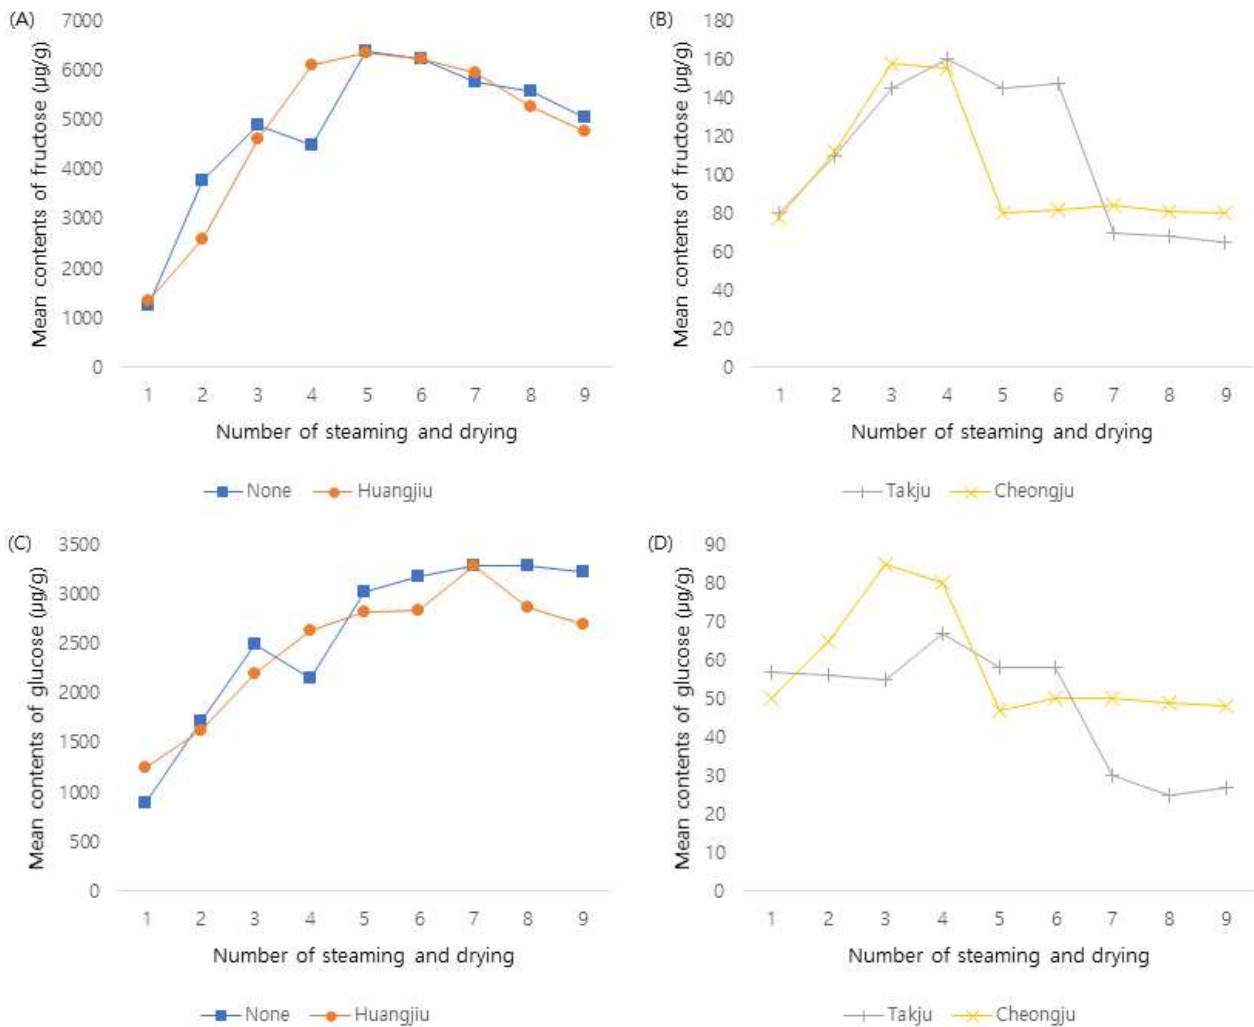 (A)
Mean contents of fructose (µg/g)
7000
6000
5000
4000
3000
2000
1000
0
1 2 3 4 5 6 7 8 9
Number of steaming and drying
None Huangjiu
(B)
Mean contents of fructose (µg/g)
180
160
140
120
100
80
60
40
20
0
1 2 3 4 5 6 7 8 9
Number of steaming and drying
Takju Cheongju
(C)
Mean contents of glucose (µg/g)
3500
3000
2500
2000
1500
1000
500
0
1 2 3 4 5 6 7 8 9
Number of steaming and drying
None Huangjiu
(D)
Mean contents of glucose (µg/g)
90
80
70
60
50
40
30
20
10
0
1 2 3 4 5 6 7 8 9
Number of steaming and drying
Takju Cheongju